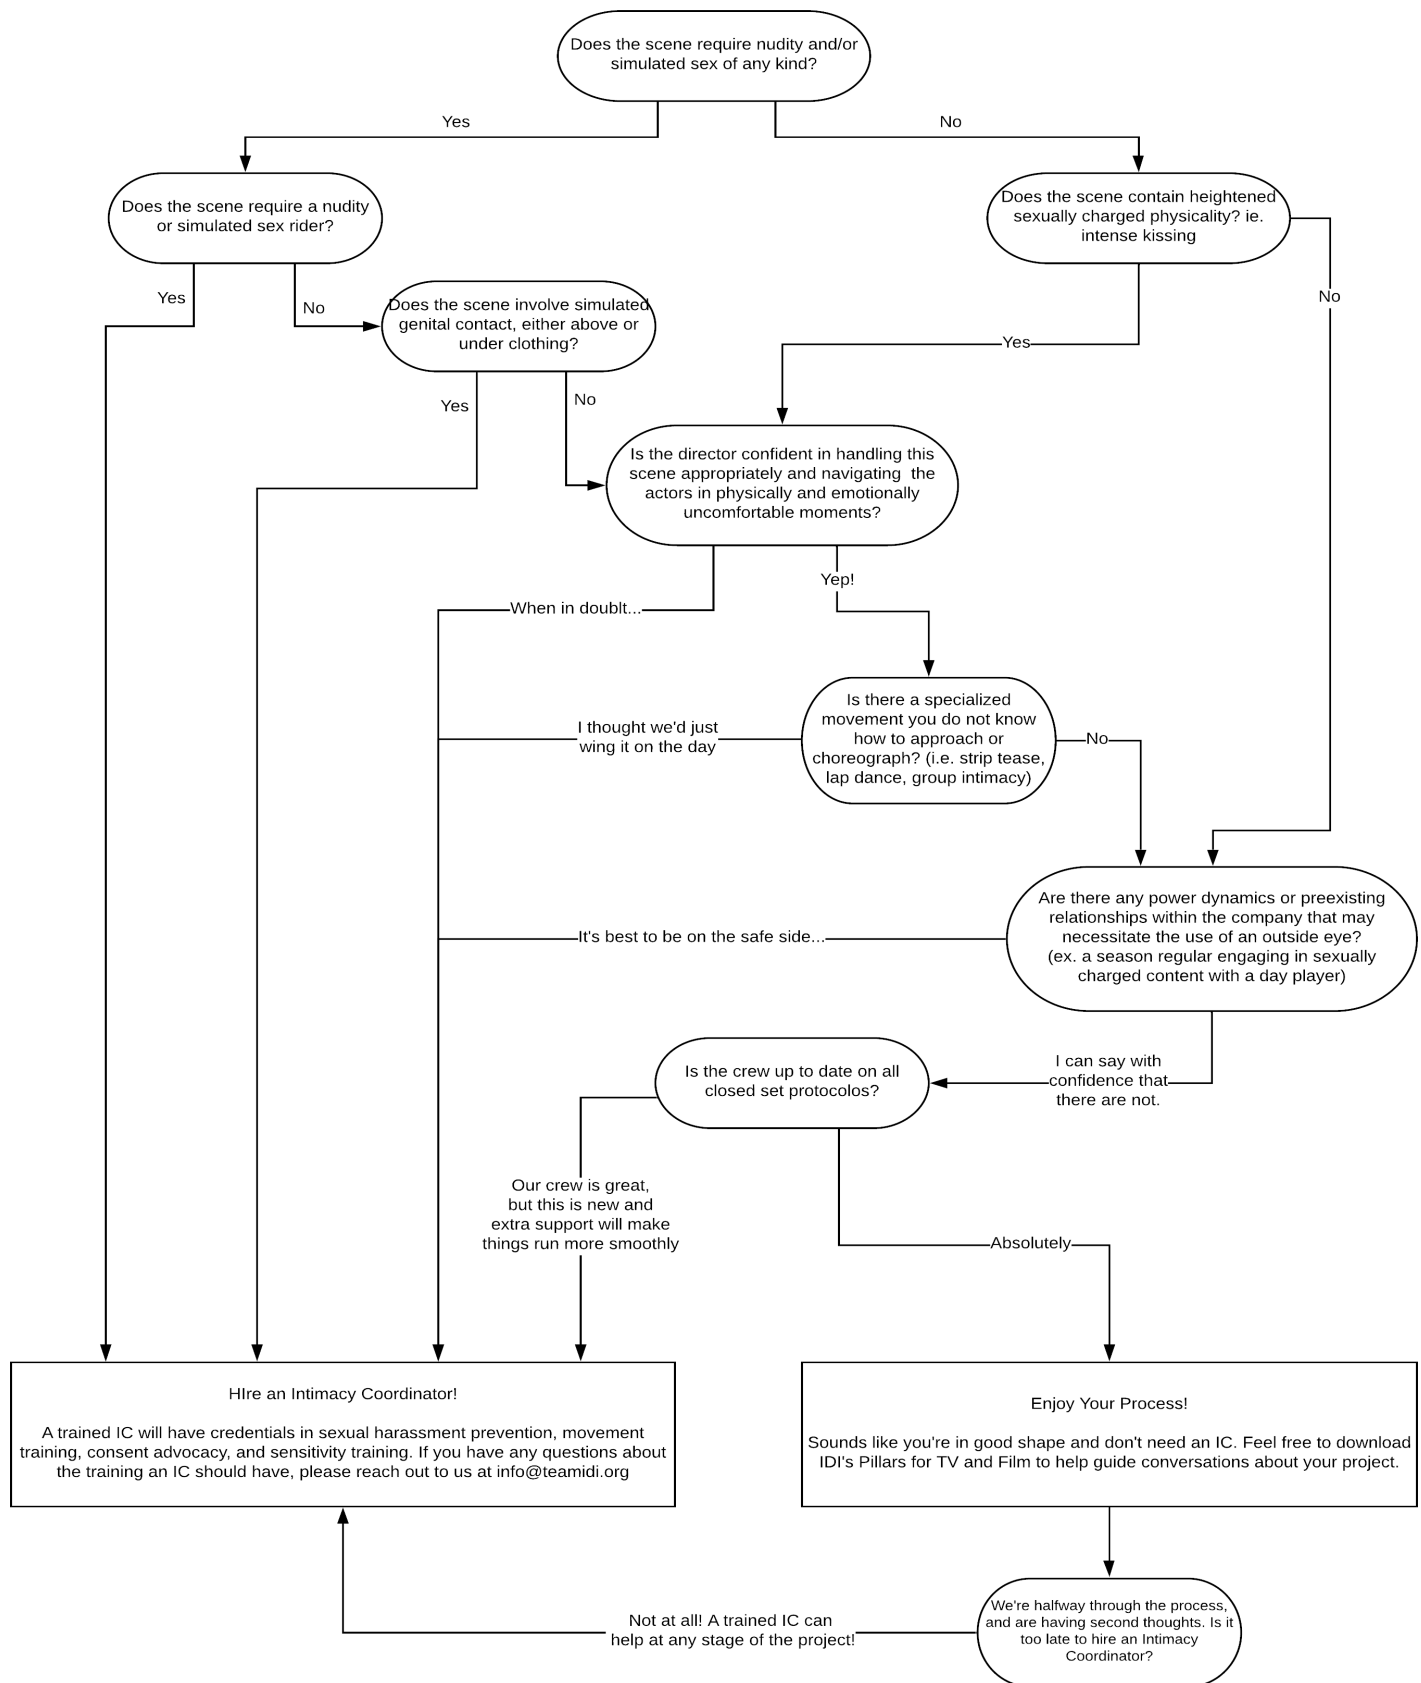 Does the scene require nudity and/or
simulated sex of any kind?
Yes
No
Does the scene require a nudity
or simulated sex rider?
Does the scene contain heightened
sexually charged physicality? ie.
intense kissing
Yes
No
No
Does the scene involve simulated
genital contact, either above or
under clothing?
Yes
Yes
No
Is the director confident in handling this
scene appropriately and navigating  the
actors in physically and emotionally
uncomfortable moments?
Yep!
When in doublt...
Is there a specialized
movement you do not know
how to approach or
choreograph? (i.e. strip tease,
lap dance, group intimacy)
I thought we'd just
wing it on the day
No
Are there any power dynamics or preexisting
relationships within the company that may
necessitate the use of an outside eye?
(ex. a season regular engaging in sexually
charged content with a day player)
It's best to be on the safe side...
I can say with
confidence that
there are not.
Is the crew up to date on all
closed set protocolos?
Our crew is great,
but this is new and
extra support will make
things run more smoothly
Absolutely
HIre an Intimacy Coordinator!
A trained IC will have credentials in sexual harassment prevention, movement
training, consent advocacy, and sensitivity training. If you have any questions about
the training an IC should have, please reach out to us at info@teamidi.org
Enjoy Your Process!
Sounds like you're in good shape and don't need an IC. Feel free to download
IDI's Pillars for TV and Film to help guide conversations about your project.
We're halfway through the process,
and are having second thoughts. Is it
too late to hire an Intimacy
Coordinator?
Not at all! A trained IC can
help at any stage of the project!